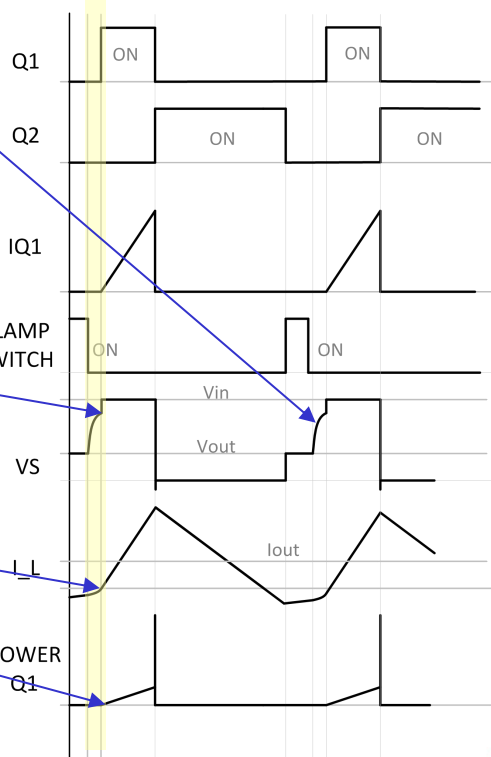 Q1
ON
ON
Q2
ON
ON
IQ1
LAMP
WITCH
ON
ON
Vin
Vout
VS
Iout
I_L
OWER
Q1